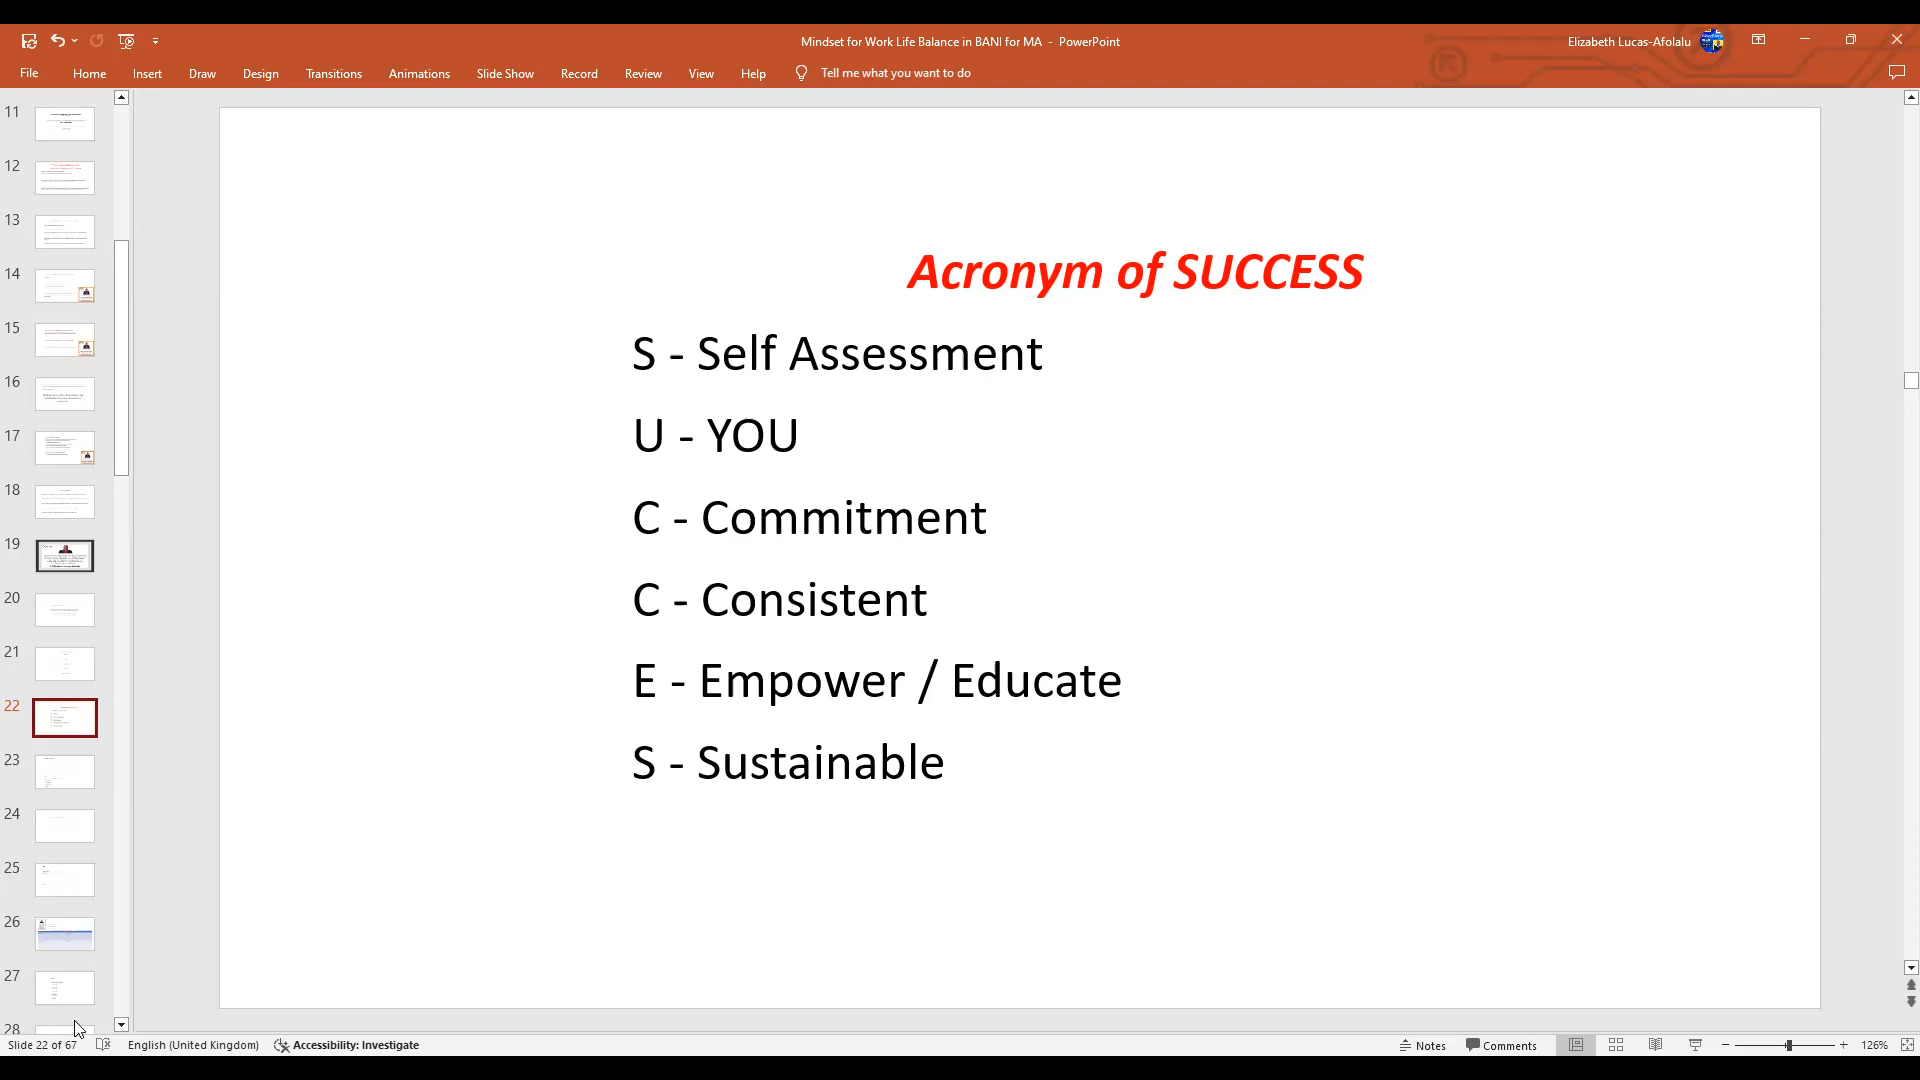 Mindset for Work Life Balance in BANI for MA - PowerPoint
Elizabeth Lucas-Afolalu
File Home Insert Draw Design Transitions Animations Slide Show Record Review View Help Tell me what you want to do
11
12
13
14
15
16
17
18
19
20
21
22
23
24
25
26
27
28
Acronym of SUCCESS
S - Self Assessment
U - YOU
C - Commitment
C - Consistent
E - Empower / Educate
S - Sustainable
Slide 22 of 67 English (United Kingdom) Accessibility: Investigate Notes Comments 126%